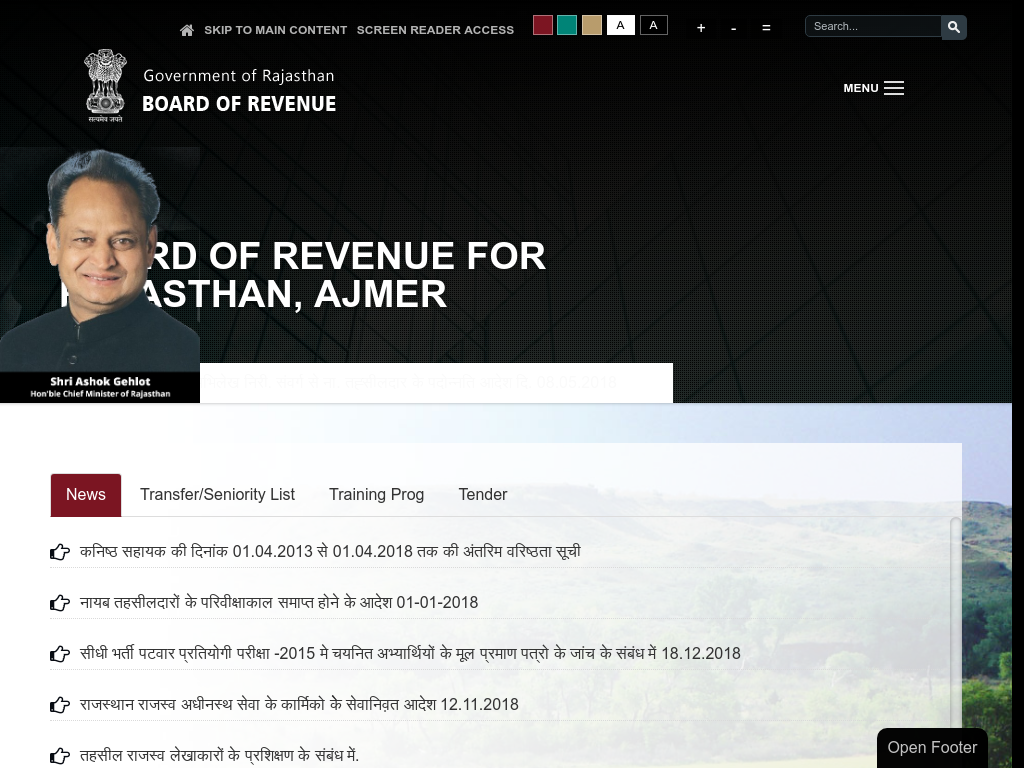 SKIP TO MAIN CONTENT SCREEN READER ACCESS A A + - = Search...
सत्यमेव जयते
Government of Rajasthan
BOARD OF REVENUE
MENU
RD OF REVENUE FOR
ASTHAN, AJMER
Shri Ashok Gehlot
Hon'ble Chief Minister of Rajasthan
08.05.2018
News Transfer/Seniority List Training Prog Tender
कनिष्ठ सहायक की दिनांक 01.04.2013 से 01.04.2018 तक की अंतरिम वरिष्ठता सूची
नायब तहसीलदारों के परिवीक्षाकाल समाप्त होने के आदेश 01-01-2018
सीधी भर्ती पटवार प्रतियोगी परीक्षा -2015 मे चयनित अभ्यार्थियों के मूल प्रमाण पत्रो के जांच के संबंध में 18.12.2018
राजस्थान राजस्व अधीनस्थ सेवा के कार्मिको के सेवानिवृत आदेश 12.11.2018
तहसील राजस्व लेखाकारों के प्रशिक्षण के संबंध में.
Open Footer